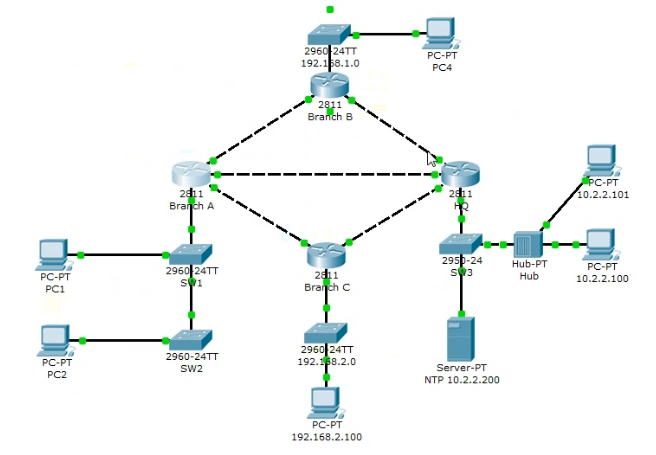 2960-24TT
192.168.1.0
PC-PT
PC4
2811
Branch B
2811
Branch A
2811
HQ
PC-PT
10.2.2.101
2960-24TT
SW1
PC-PT
PC1
2811
Branch C
2950-24
SW3
Hub-PT
Hub
PC-PT
10.2.2.100
2960-24TT
SW2
PC-PT
PC2
2960-24TT
192.168.2.0
Server-PT
NTP 10.2.2.200
PC-PT
192.168.2.100